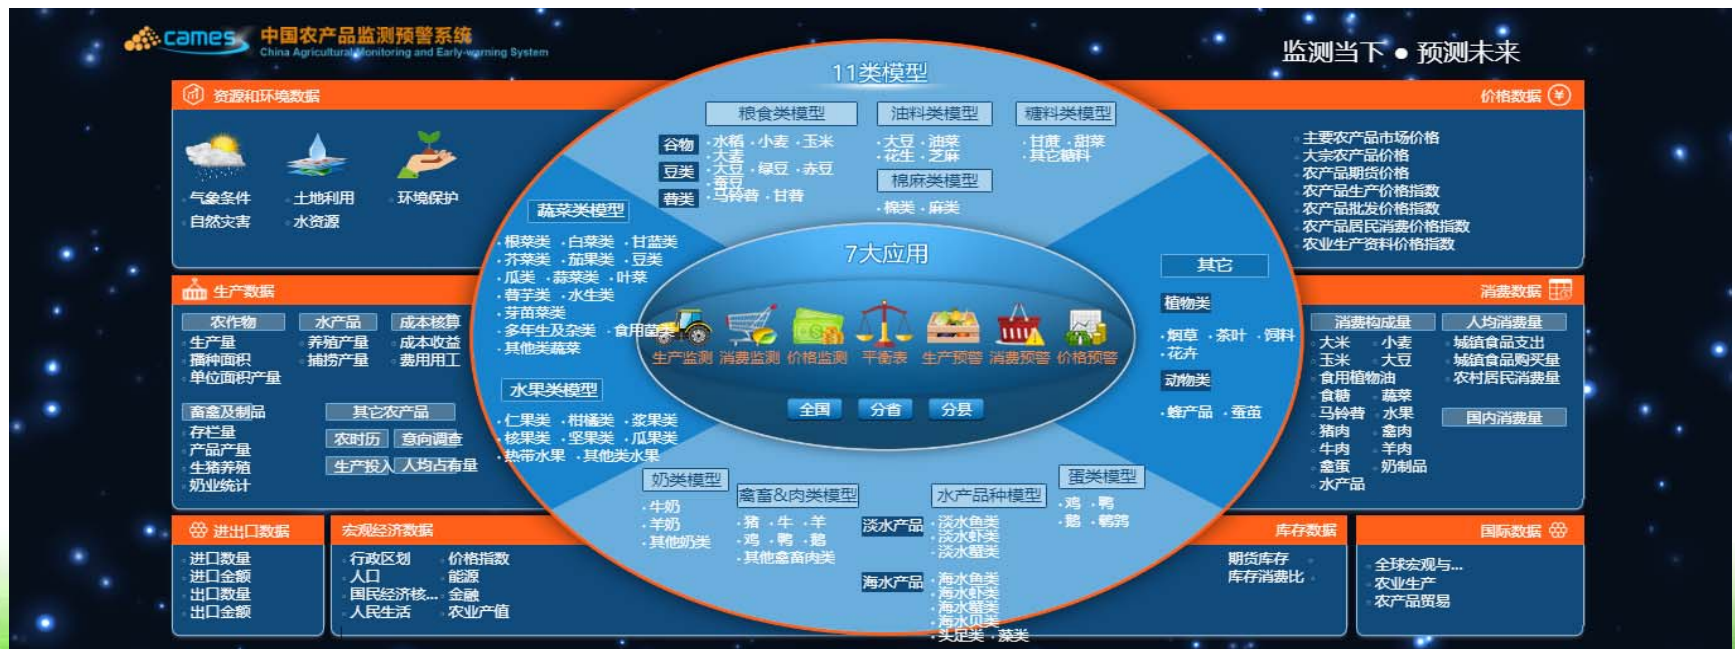 cames
中国农产品监测预警系统
China Agricultural Monitoring and Early-warning System
监测当下 ● 预测未来
资源和环境数据
气象条件 土地利用 环境保护
自然灾害 水资源
生产数据
农作物 水产品 成本核算
生产量 养殖产量 成本收益
播种面积 捕捞产量 费用用工
单位面积产量
畜禽及制品 其它农产品
存栏量
农时历 意向调查
产品产量
生猪养殖
生产投入 人均占有量
奶业统计
进出口数据
进口数量
进口金额
出口数量
出口金额
宏观经济数据
行政区划 价格指数
人口 能源
国民经济核... 金融
人民生活 农业产值
11类模型
粮食类模型
谷物 ·水稻 ·小麦 ·玉米
·大麦
豆类 ·大豆 ·绿豆 ·赤豆
·蚕豆
薯类 ·马铃薯 ·甘薯
油料类模型
·大豆 ·油菜
·花生 ·芝麻
棉麻类模型
·棉类 ·麻类
糖料类模型
·甘蔗 ·甜菜
·其它糖料
蔬菜类模型
·根菜类 ·白菜类 ·甘蓝类
·芥菜类 ·茄果类 ·豆类
·瓜类 ·蒜菜类 ·叶菜
·薯芋类 ·水生类
·芽苗菜类
·多年生及杂类 ·食用菌类
·其他类蔬菜
水果类模型
·仁果类 ·柑橘类 ·浆果类
·核果类 ·坚果类 ·瓜果类
·热带水果 ·其他类水果
7大应用
生产监测 消费监测 价格监测 平衡表 生产预警 消费预警 价格预警
全国 分省 分县
其它
植物类
·烟草 ·茶叶 ·饲料
·花卉
动物类
·蜂产品 ·蚕茧
奶类模型
·牛奶
·羊奶
·其他奶类
禽畜&肉类模型
·猪 ·牛 ·羊
·鸡 ·鸭 ·鹅
·其他禽畜肉类
水产品种模型
淡水产品 ·淡水鱼类
·淡水虾类
·淡水蟹类
海水产品 ·海水鱼类
·海水虾类
·海水蟹类
·海水贝类
·头足类 ·藻类
蛋类模型
·鸡 ·鸭
·鹅 ·鹌鹑
价格数据
主要农产品市场价格
大宗农产品价格
农产品期货价格
农产品生产价格指数
农产品批发价格指数
农产品居民消费价格指数
农业生产资料价格指数
消费数据
消费构成量 人均消费量
大米 小麦 城镇食品支出
玉米 大豆 城镇食品购买量
食用植物油 农村居民消费量
食糖 蔬菜
马铃薯 水果 国内消费量
猪肉 禽肉
牛肉 羊肉
禽蛋 奶制品
水产品
库存数据
期货库存
库存消费比
国际数据
全球宏观与...
农业生产
农产品贸易